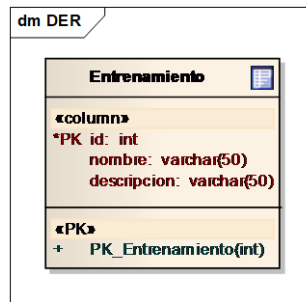 dm DER
Entrenamiento
«column»
*PK id: int
nombre: varchar(50)
descripcion: varchar(50)
«PK»
+ PK_Entrenamiento(int)